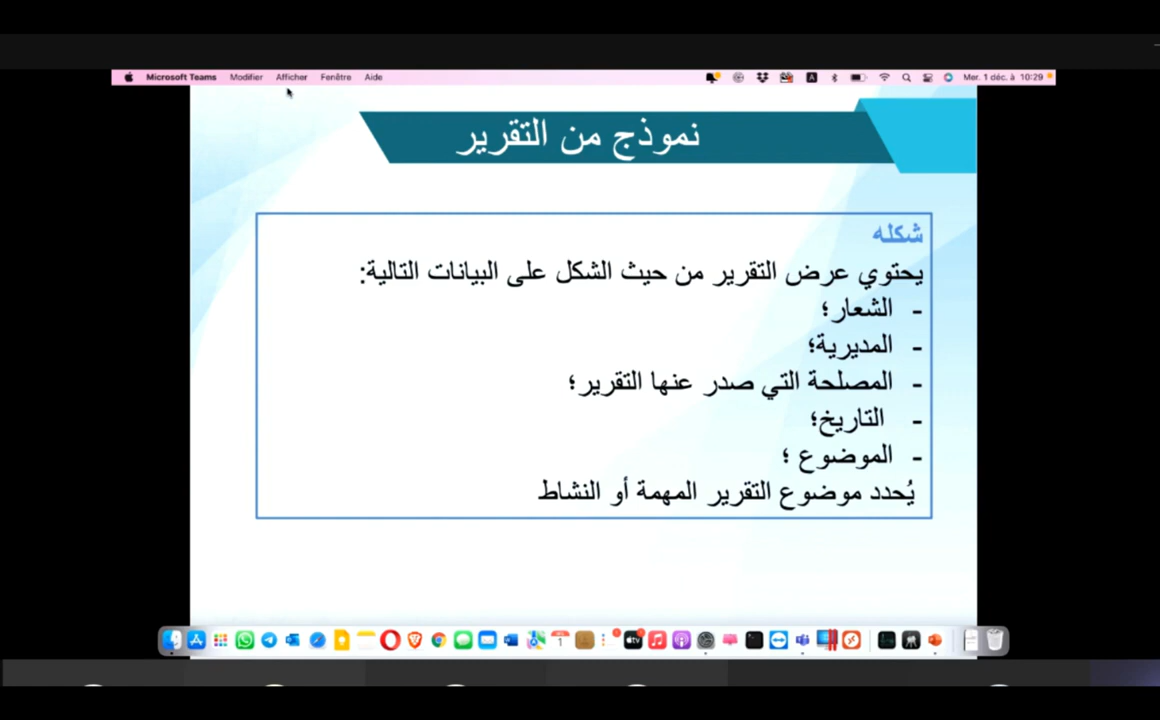 Microsoft Teams Modifier Afficher Fenêtre Aide
Mer. 1 déc. à 10:29
نموذج من التقرير
شكله
يحتوي عرض التقرير من حيث الشكل على البيانات التالية:
- الشعار؛
- المديرية؛
- المصلحة التي صدر عنها التقرير؛
- التاريخ؛
- الموضوع ؛
يُحدد موضوع التقرير المهمة أو النشاط